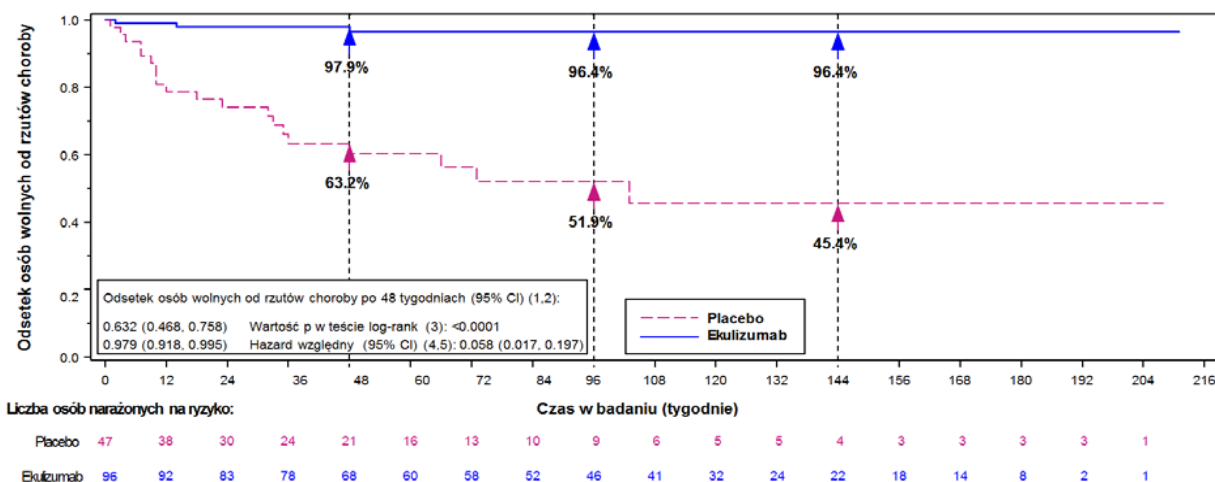 Odsetek osób wolnych od rzutów choroby
1.0
0.8
0.6
0.4
0.2
0.0
97.9%
96.4%
96.4%
63.2%
51.9%
45.4%
Odsetek osób wolnych od rzutów choroby po 48 tygodniach (95% CI) (1,2):
0.632 (0.468, 0.758) Wartość p w teście log-rank (3): <0.0001
0.979 (0.918, 0.995) Hazard względny (95% CI) (4,5): 0.058 (0.017, 0.197)
Placebo
Ekulizumab
0 12 24 36 48 60 72 84 96 108 120 132 144 156 168 180 192 204 216
Liczba osób narażonych na ryzyko: Czas w badaniu (tygodnie)
Placebo 47 38 30 24 21 16 13 10 9 6 5 5 4 3 3 3 3 1
Ekulizumab 96 92 83 78 68 60 58 52 46 41 32 24 22 18 14 8 2 1